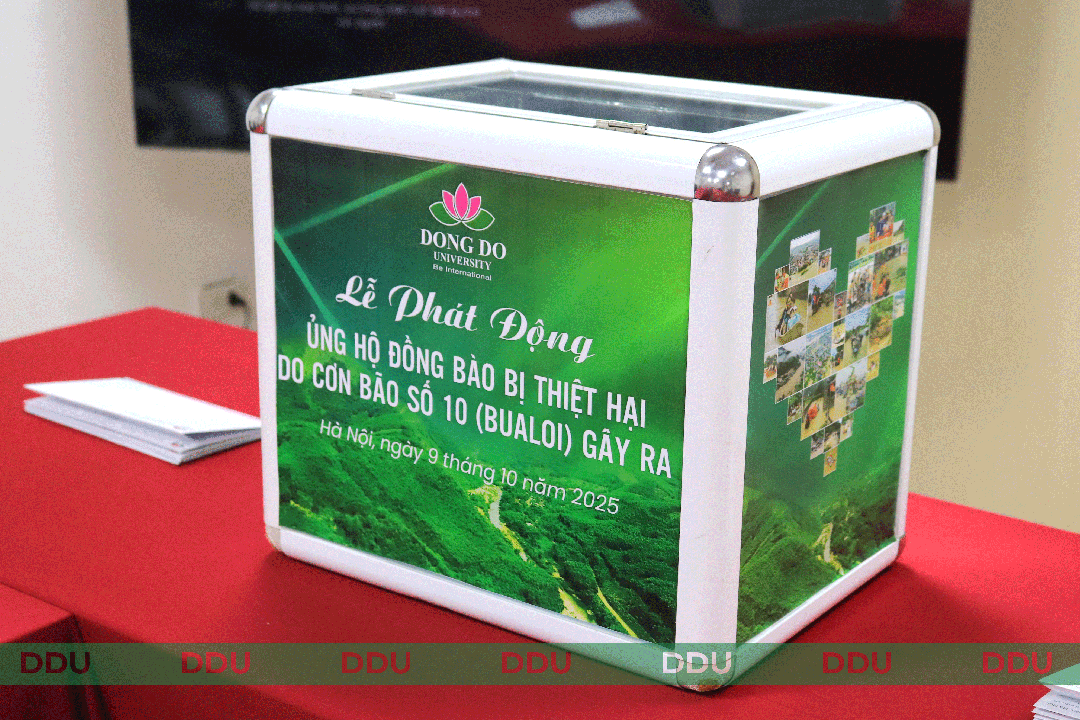 DONG DO
UNIVERSITY
Be International
Lễ Phát Động
ỦNG HỘ ĐỒNG BÀO BỊ THIỆT HẠI
DO CƠN BÃO SỐ 10 (BUALOI) GÂY RA
Hà Nội, ngày 9 tháng 10 năm 2025
DDU DDU DDU DDU DDU DDU DDU